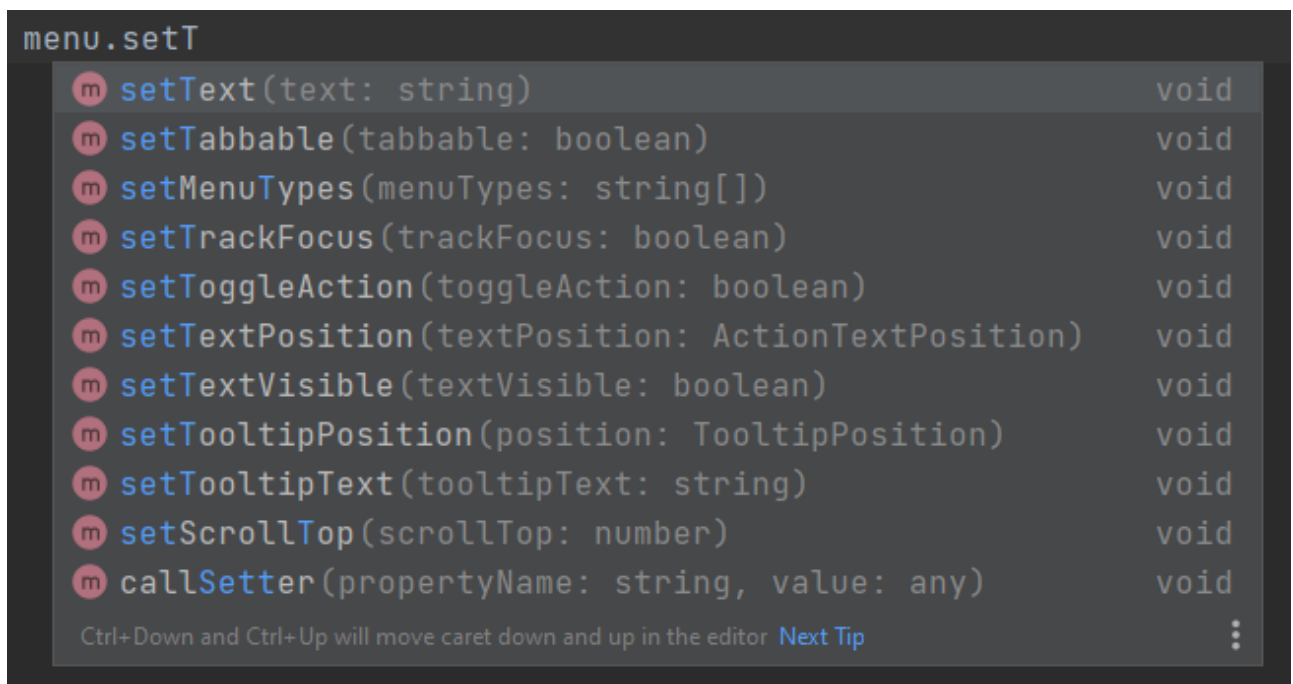 menu.setT
m setText(text: string) void
m setTabbable(tabbable: boolean) void
m setMenuTypes(menuTypes: string[]) void
m setTrackFocus(trackFocus: boolean) void
m setToggleAction(toggleAction: boolean) void
m setTextPosition(textPosition: ActionTextPosition) void
m setTextVisible(textVisible: boolean) void
m setTooltipPosition(position: TooltipPosition) void
m setTooltipText(tooltipText: string) void
m setScrollTop(scrollTop: number) void
m callSetter(propertyName: string, value: any) void
Ctrl+Down and Ctrl+Up will move caret down and up in the editor Next Tip